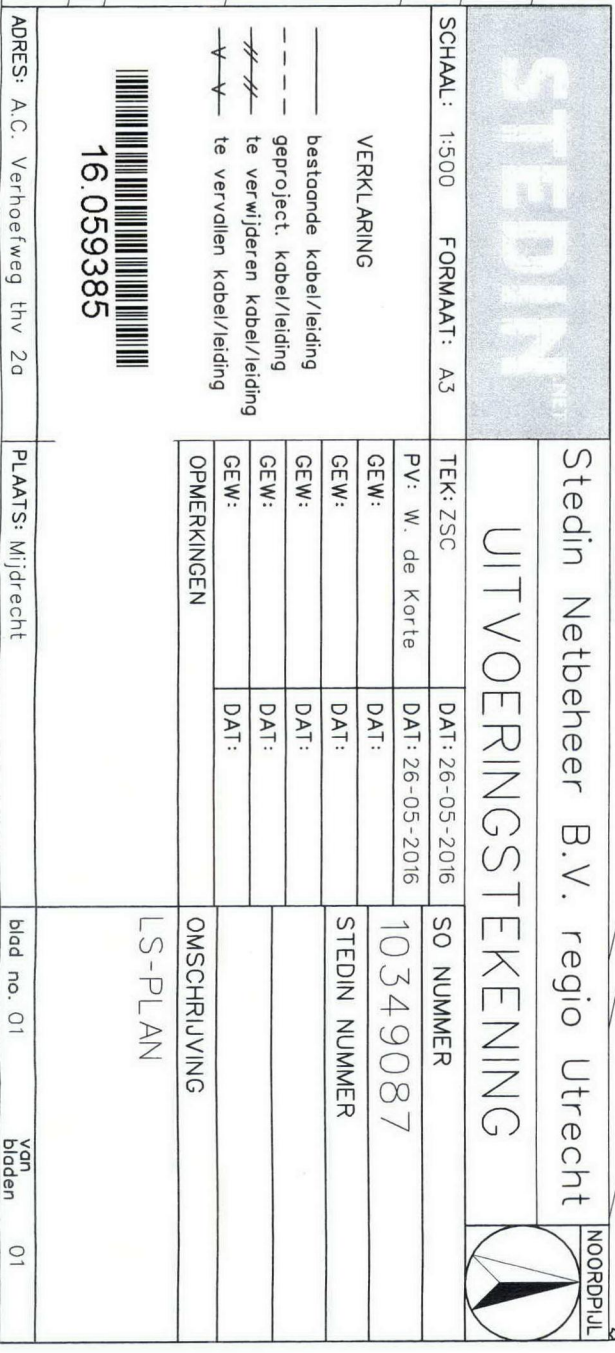 STEDIN.NET
Stedin Netbeheer B.V. regio Utrecht
UITVOERINGSTEKENING
NOORDPIJL
SCHAAL: 1:500 FORMAAT: A3
VERKLARING
bestaande kabel/leiding
geproject. kabel/leiding
te verwijderen kabel/leiding
te vervallen kabel/leiding
16.059385
TEK: ZSC DAT: 26-05-2016
PV: W. de Korte DAT: 26-05-2016
GEW: DAT:
GEW: DAT:
GEW: DAT:
GEW: DAT:
GEW: DAT:
OPMERKINGEN
SO NUMMER
10349087
STEDIN NUMMER
OMSCHRIJVING
LS-PLAN
ADRES: A.C. Verhoefweg thv 2a
PLAATS: Mijdrecht
blad no. 01 van bladen 01